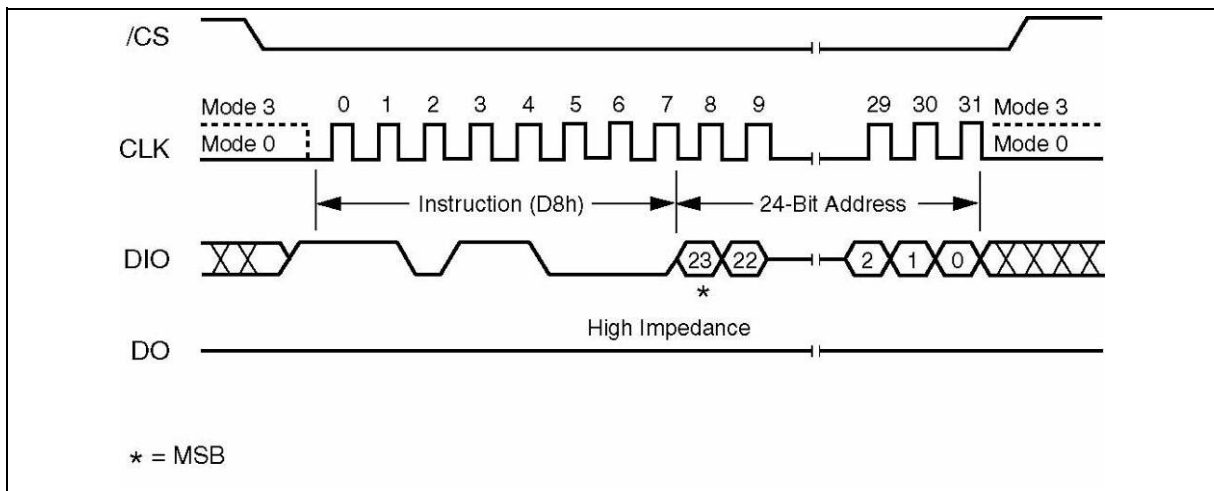 /CS
Mode 3 0 1 2 3 4 5 6 7 8 9 29 30 31 Mode 3
CLK Mode 0 Mode 0
Instruction (D8h) 24-Bit Address
DIO 23 22 2 1 0
*
High Impedance
DO
* = MSB